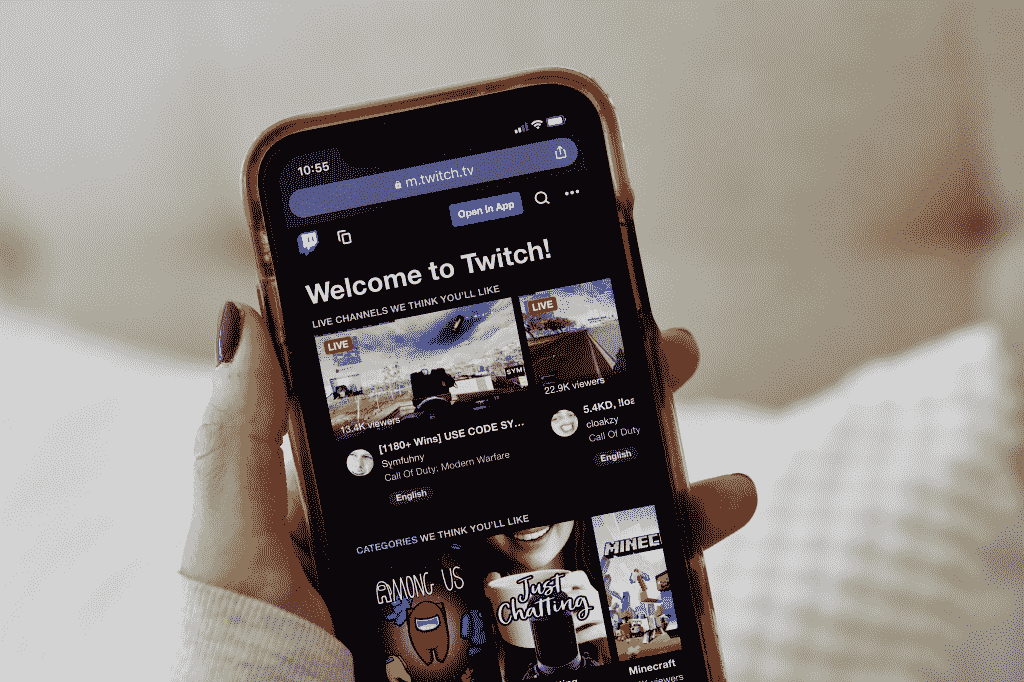 10:55
m.twitch.tv
Open in App
Welcome to Twitch!
LIVE CHANNELS WE THINK YOU'LL LIKE
LIVE
LIVE
SYM
13.4K viewers
22.9K viewers
[1180+ Wins] USE CODE SY...
Symfuhny
Call Of Duty: Modern Warfare
English
5.4KD, !loa
cloakzy
Call Of Duty
English
CATEGORIES WE THINK YOU'LL LIKE
AMONG US
Just
Chatting
MINEC
Minecraft
viewers